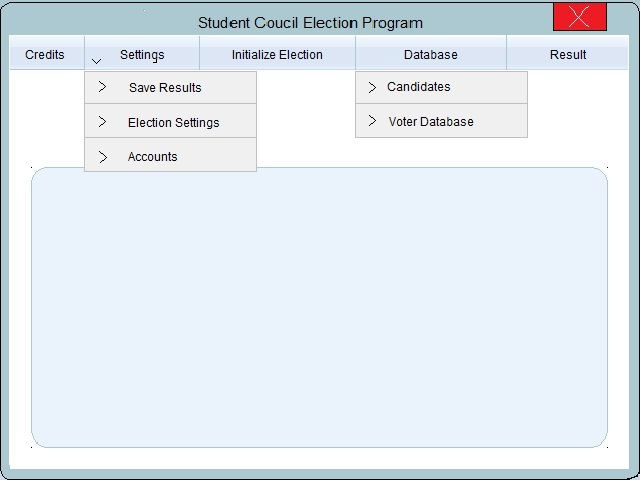 Student Coucil Election Program
Credits Settings Initialize Election Database Result
Save Results
Election Settings
Accounts
Candidates
Voter Database